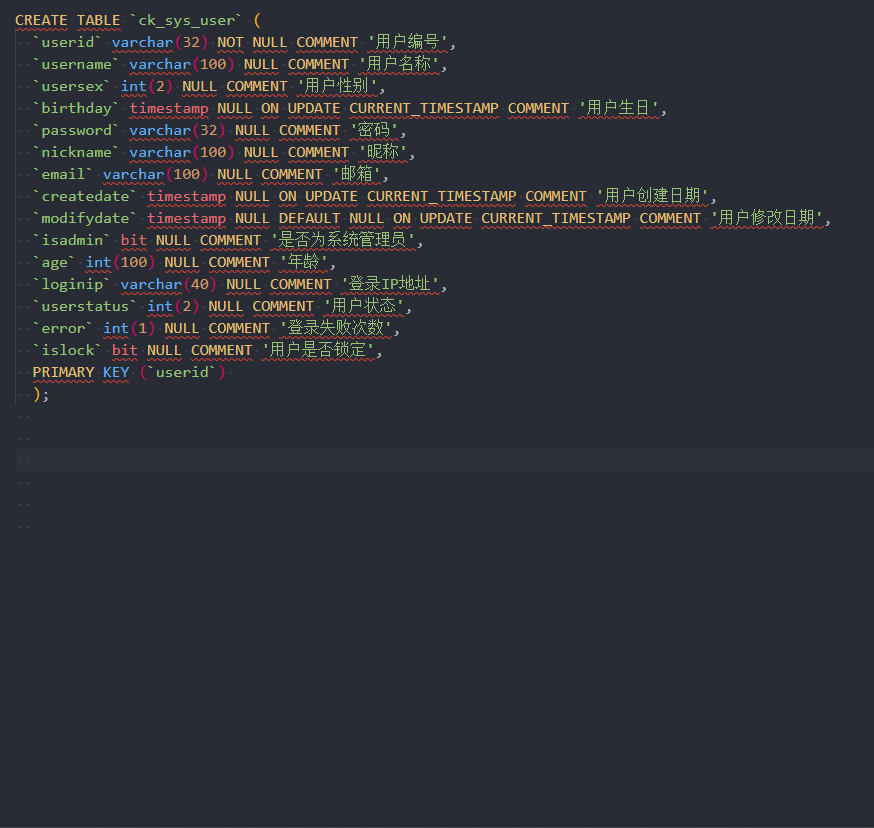 CREATE TABLE `ck_sys_user` (
`userid` varchar(32) NOT NULL COMMENT '用户编号',
`username` varchar(100) NULL COMMENT '用户名称',
`usersex` int(2) NULL COMMENT '用户性别',
`birthday` timestamp NULL ON UPDATE CURRENT_TIMESTAMP COMMENT '用户生日',
`password` varchar(32) NULL COMMENT '密码',
`nickname` varchar(100) NULL COMMENT '昵称',
`email` varchar(100) NULL COMMENT '邮箱',
`createdate` timestamp NULL ON UPDATE CURRENT_TIMESTAMP COMMENT '用户创建日期',
`modifydate` timestamp NULL DEFAULT NULL ON UPDATE CURRENT_TIMESTAMP COMMENT '用户修改日期',
`isadmin` bit NULL COMMENT '是否为系统管理员',
`age` int(100) NULL COMMENT '年龄',
`loginip` varchar(40) NULL COMMENT '登录IP地址',
`userstatus` int(2) NULL COMMENT '用户状态',
`error` int(1) NULL COMMENT '登录失败次数',
`islock` bit NULL COMMENT '用户是否锁定',
PRIMARY KEY (`userid`)
);